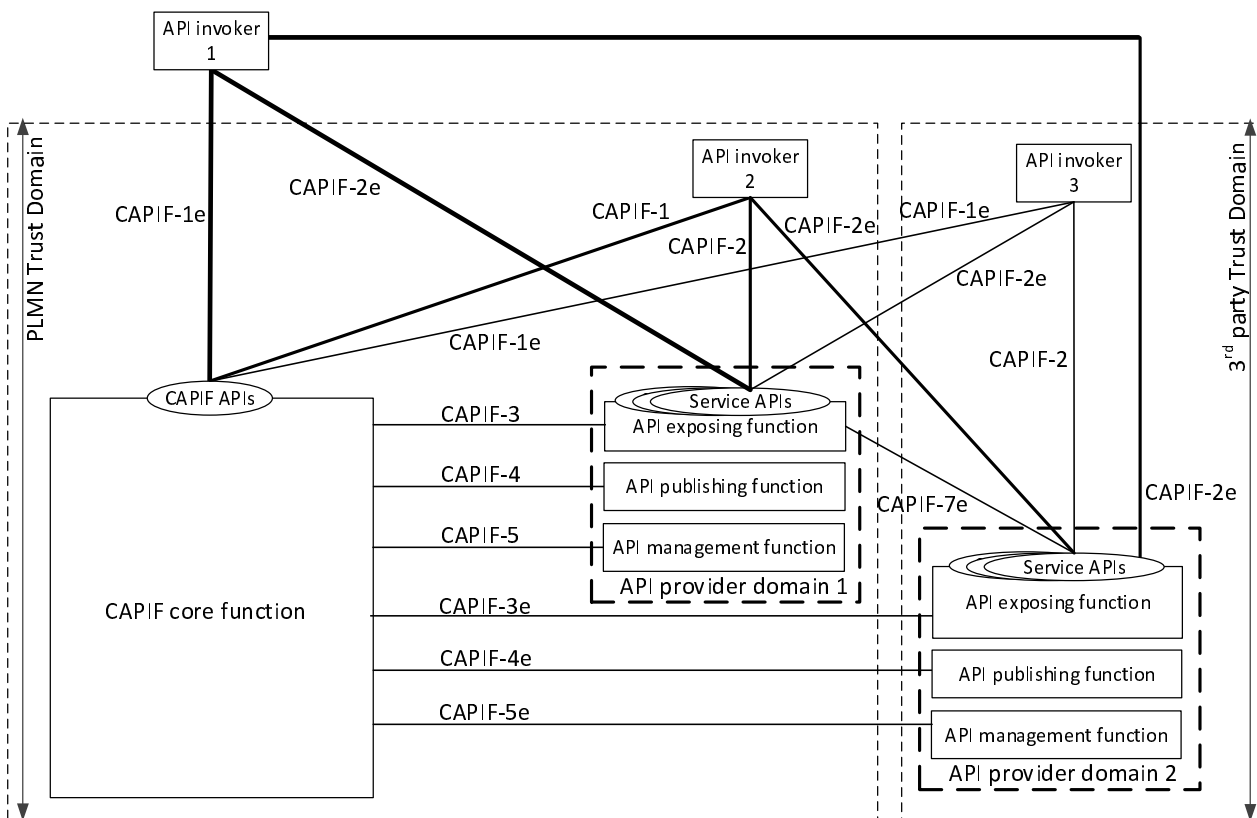 API invoker
1
API invoker
2
API invoker
3
PLMN Trust Domain
3rd party Trust Domain
CAPIF-1e
CAPIF-2e
CAPIF-1
CAPIF-2
CAPIF-2e
CAPIF-1e
CAPIF-2e
CAPIF-1e
CAPIF-2
CAPIF APIs
CAPIF-3
Service APIs
API exposing function
CAPIF-4
API publishing function
CAPIF-7e
CAPIF-2e
CAPIF-5
API management function
API provider domain 1
CAPIF core function
CAPIF-3e
Service APIs
API exposing function
CAPIF-4e
API publishing function
CAPIF-5e
API management function
API provider domain 2